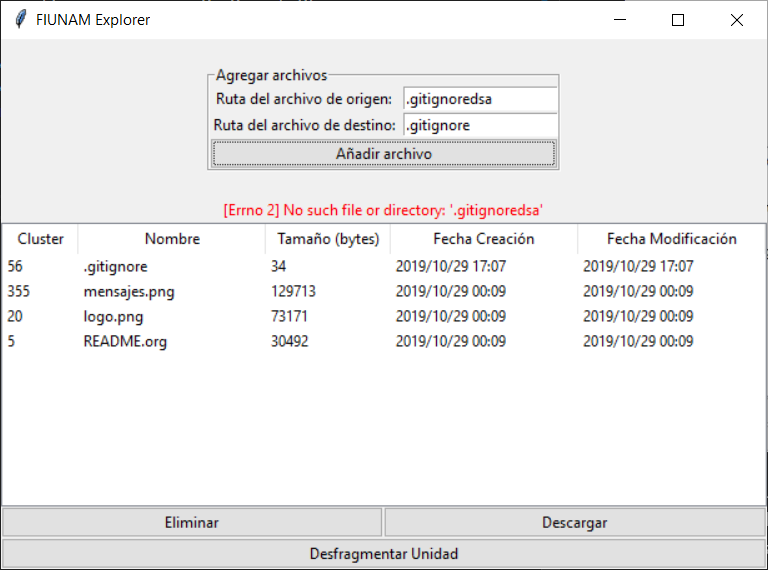 FIUNAM Explorer
Agregar archivos
Ruta del archivo de origen: .gitignoredsa
Ruta del archivo de destino: .gitignore
Añadir archivo
[Errno 2] No such file or directory: '.gitignoredsa'
Cluster Nombre Tamaño (bytes) Fecha Creación Fecha Modificación
56 .gitignore 34 2019/10/29 17:07 2019/10/29 17:07
355 mensajes.png 129713 2019/10/29 00:09 2019/10/29 00:09
20 logo.png 73171 2019/10/29 00:09 2019/10/29 00:09
5 README.org 30492 2019/10/29 00:09 2019/10/29 00:09
Eliminar Descargar
Desfragmentar Unidad